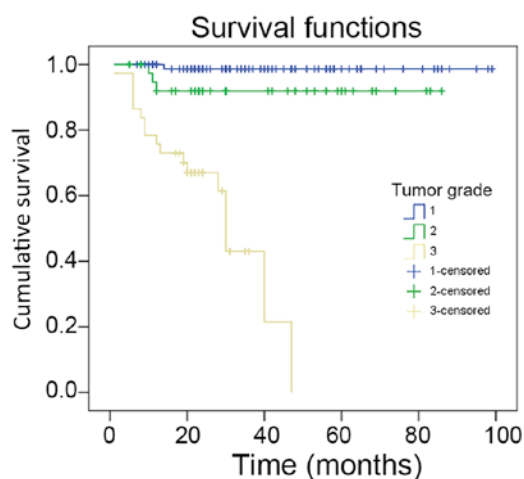 Survival functions
Cumulative survival
1.0
0.8
0.6
0.4
0.2
0.0
Tumor grade
1
2
3
1-censored
2-censored
3-censored
0 20 40 60 80 100
Time (months)